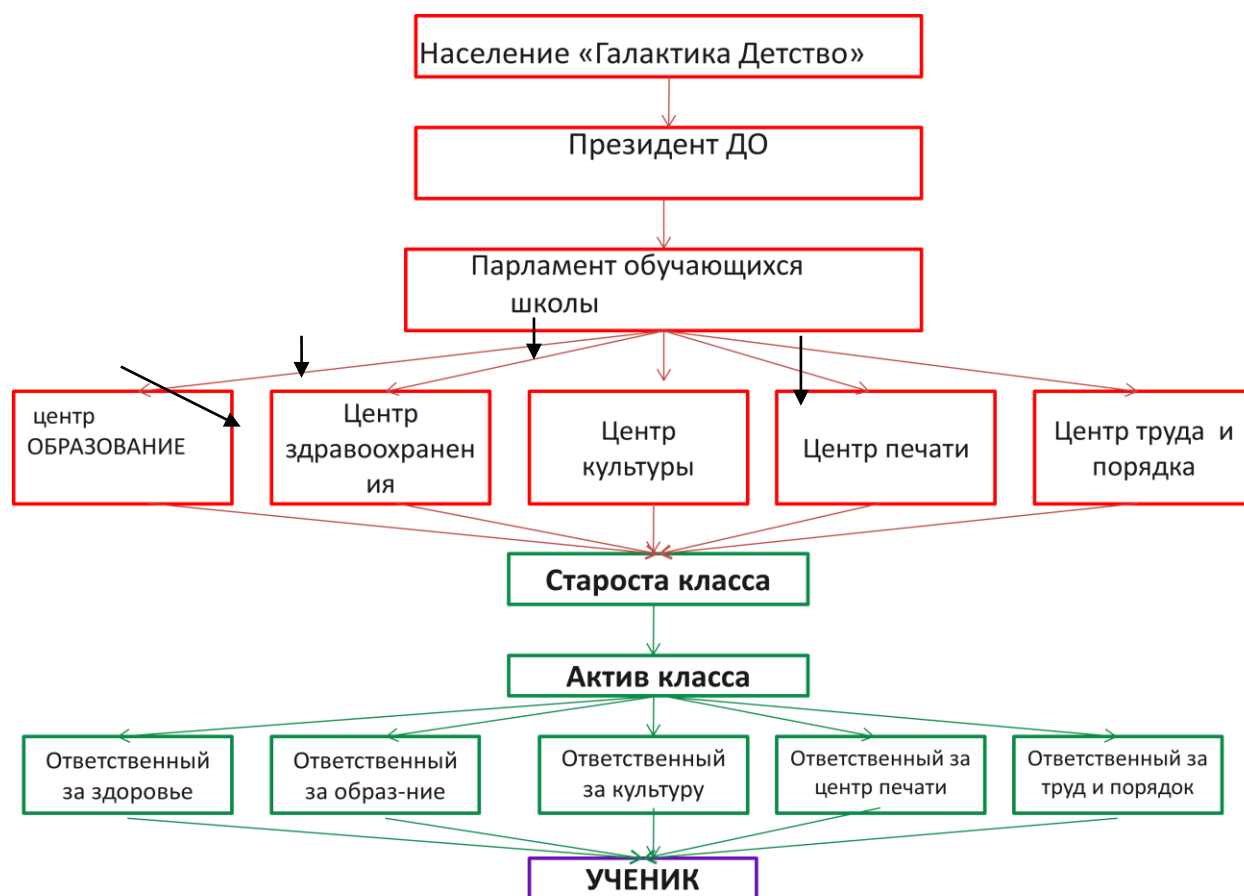 Население «Галактика Детство»
Президент ДО
Парламент обучающихся
школы
центр
ОБРАЗОВАНИЕ
Центр
здравоохранен
ия
Центр
культуры
Центр печати
Центр труда и
порядка
Староста класса
Актив класса
Ответственный
за здоровье
Ответственный
за образ-ние
Ответственный
за культуру
Ответственный за
центр печати
Ответственный за
труд и порядок
УЧЕНИК